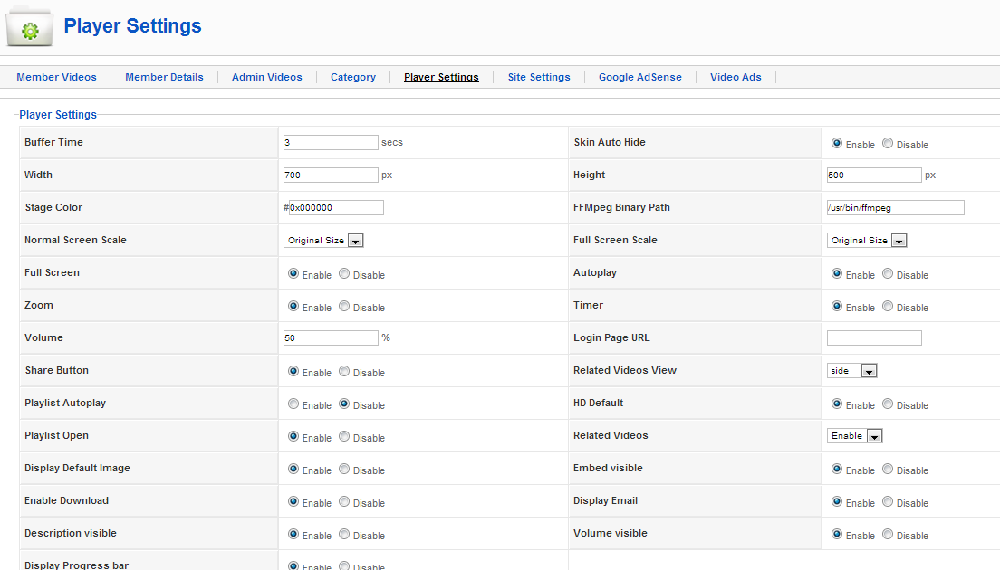 Player Settings
Member Videos Member Details Admin Videos Category Player Settings Site Settings Google AdSense Video Ads
Player Settings
Buffer Time 3 secs Skin Auto Hide Enable Disable
Width 700 px Height 500 px
Stage Color #0x000000 FFMpeg Binary Path /usr/bin/ffmpeg
Normal Screen Scale Original Size Full Screen Scale Original Size
Full Screen Enable Disable Autoplay Enable Disable
Zoom Enable Disable Timer Enable Disable
Volume 50 % Login Page URL
Share Button Enable Disable Related Videos View side
Playlist Autoplay Enable Disable HD Default Enable Disable
Playlist Open Enable Disable Related Videos Enable
Display Default Image Enable Disable Embed visible Enable Disable
Enable Download Enable Disable Display Email Enable Disable
Description visible Enable Disable Volume visible Enable Disable
Display Progress bar Enable Disable